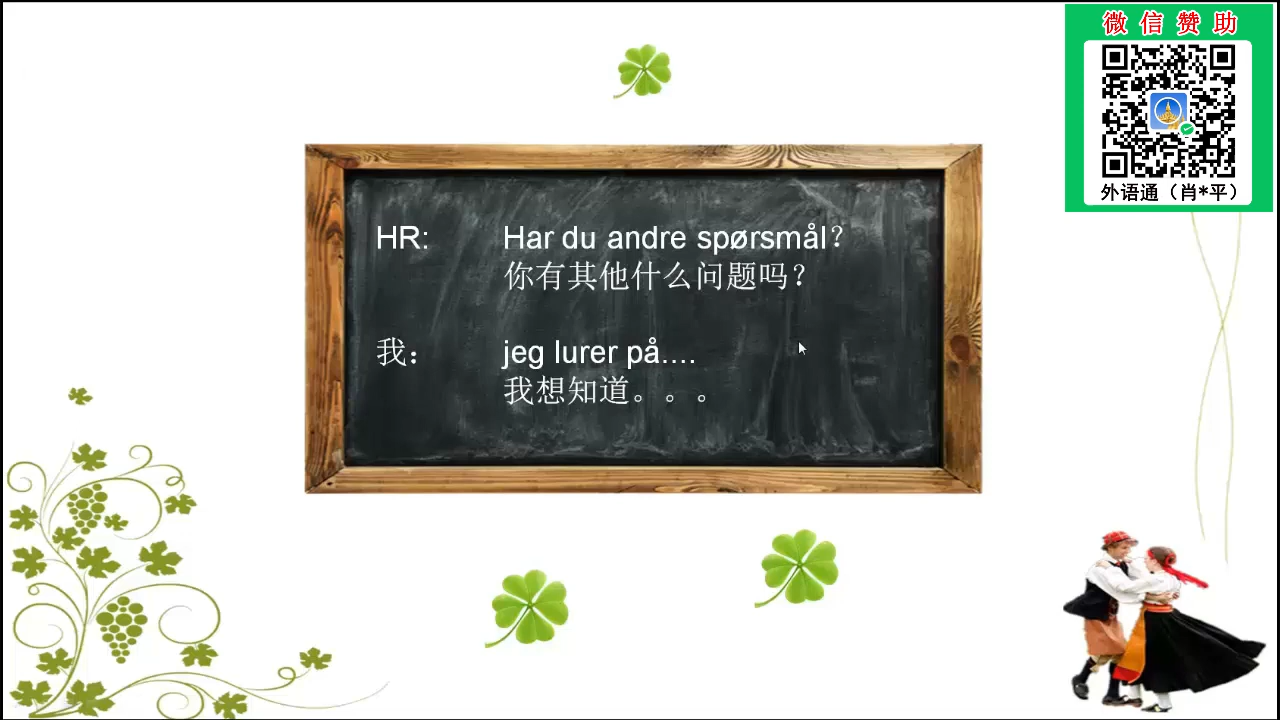 微信赞助
外语通（肖*平）
HR: Har du andre spørsmål？
你有其他什么问题吗？
我： jeg lurer på....
我想知道。。。